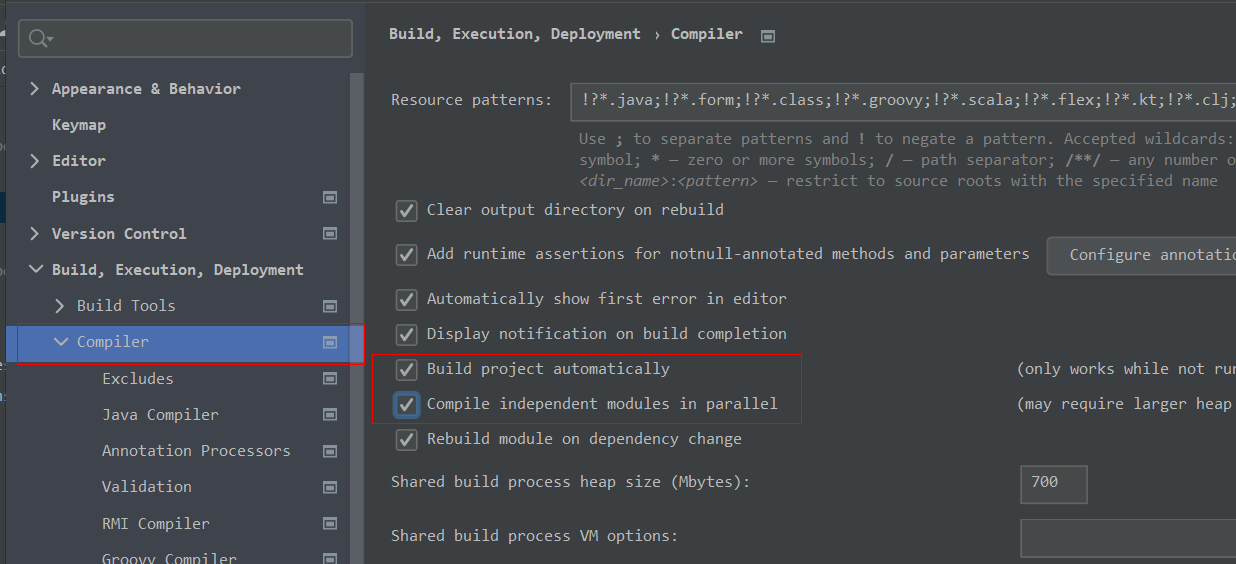 Appearance & Behavior
Keymap
Editor
Plugins
Version Control
Build, Execution, Deployment
Build Tools
Compiler
Excludes
Java Compiler
Annotation Processors
Validation
RMI Compiler
Groovy Compiler
Build, Execution, Deployment › Compiler
Resource patterns: !?*.java;!?*.form;!?*.class;!?*.groovy;!?*.scala;!?*.flex;!?*.kt;!?*.clj;
Use ; to separate patterns and ! to negate a pattern. Accepted wildcards:
symbol; * — zero or more symbols; / — path separator; /**/ — any number
<dir_name>:<pattern> — restrict to source roots with the specified name
Clear output directory on rebuild
Add runtime assertions for notnull-annotated methods and parameters Configure
Automatically show first error in editor
Display notification on build completion
Build project automatically (only works while not
Compile independent modules in parallel (may require larger heap
Rebuild module on dependency change
Shared build process heap size (Mbytes): 700
Shared build process VM options: